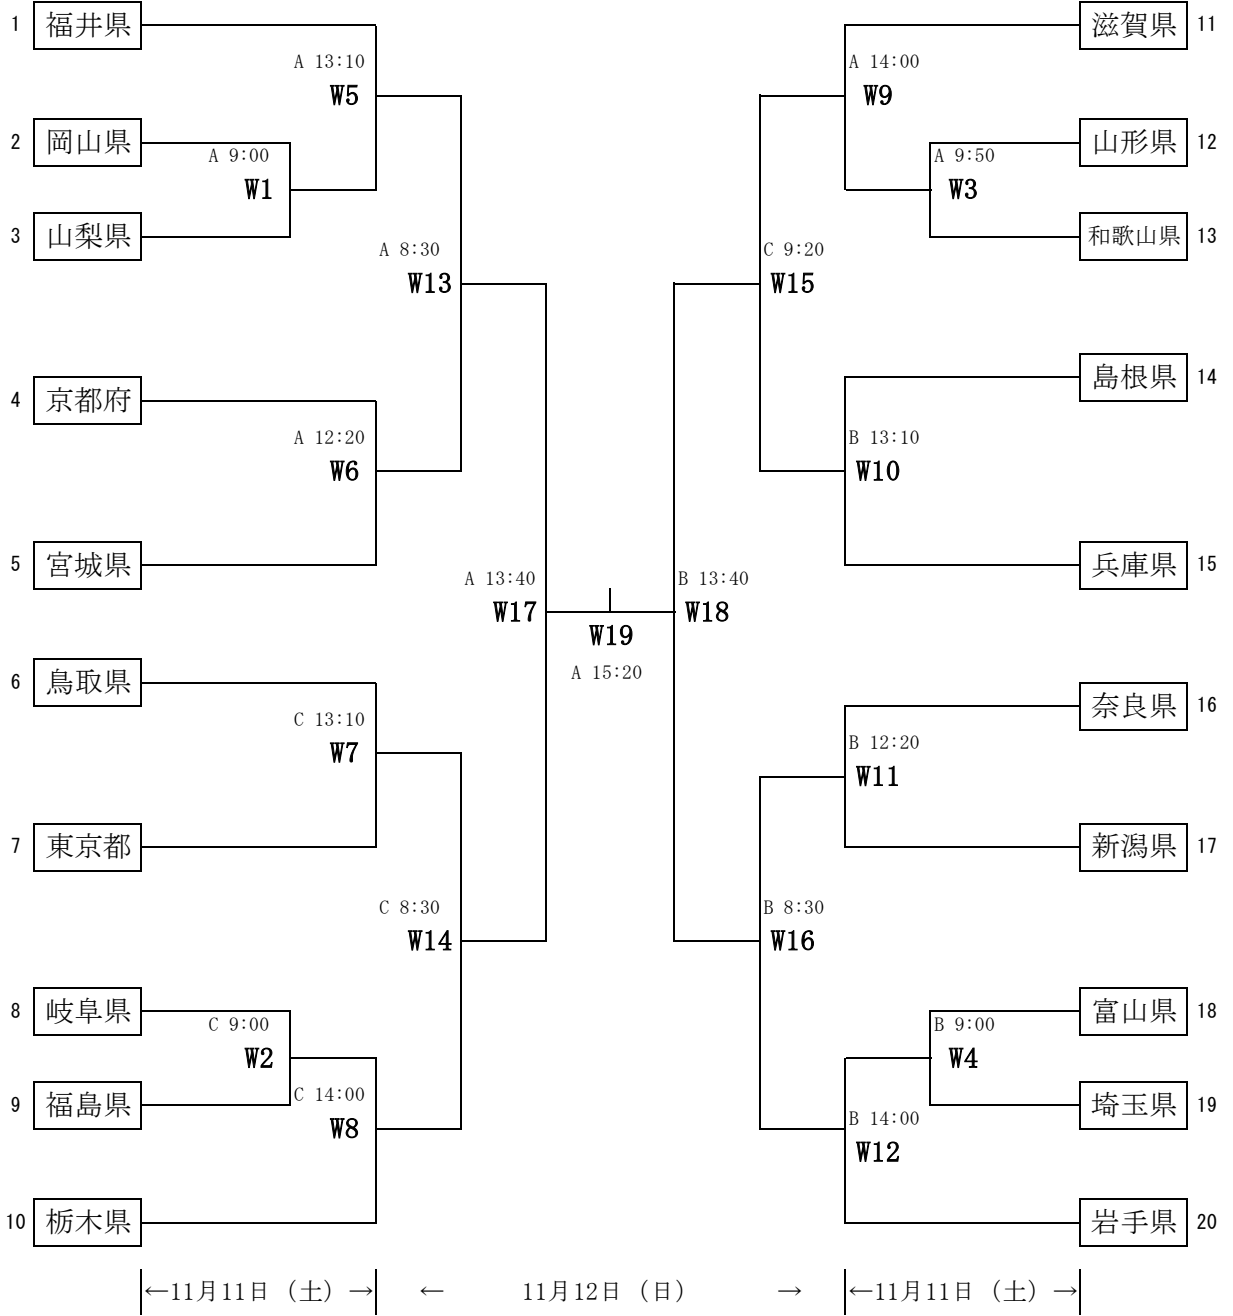 1 福井県
A 13:10
W5
2 岡山県
A 9:00
W1
3 山梨県
A 8:30
W13
4 京都府
A 12:20
W6
5 宮城県
A 13:40
W17
6 鳥取県
C 13:10
W7
7 東京都
C 8:30
W14
8 岐阜県
C 9:00
W2
9 福島県
C 14:00
W8
10 栃木県
W19
A 15:20
滋賀県 11
A 14:00
W9
山形県 12
A 9:50
W3
和歌山県 13
C 9:20
W15
島根県 14
B 13:10
W10
兵庫県 15
B 13:40
W18
奈良県 16
B 12:20
W11
新潟県 17
B 8:30
W16
富山県 18
B 9:00
W4
埼玉県 19
B 14:00
W12
岩手県 20
←11月11日（土）→ ← 11月12日（日） → ←11月11日（土）→